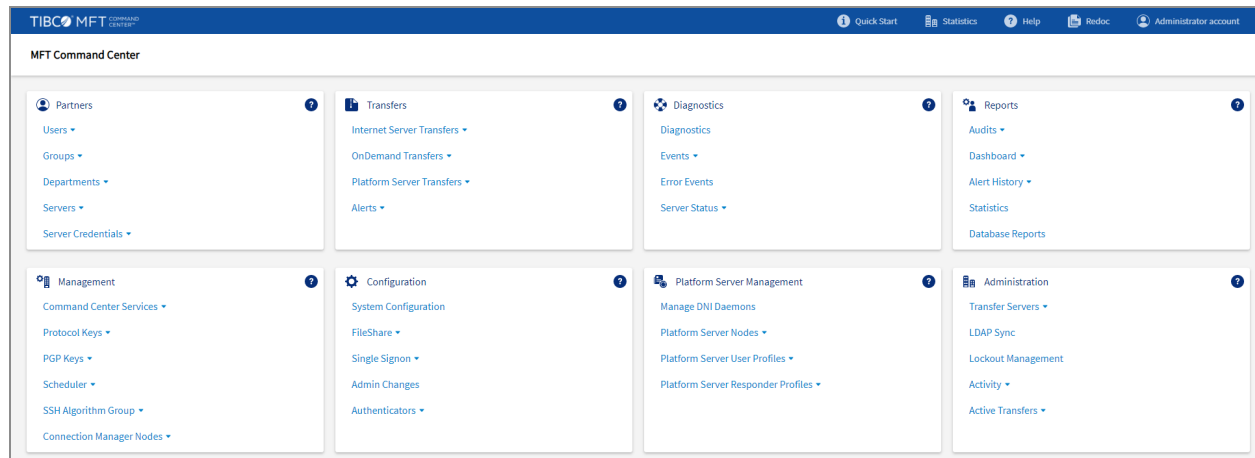 TIBCO MFT COMMAND CENTER™
Quick Start
Statistics
Help
Redoc
Administrator account
MFT Command Center
Partners
Users
Groups
Departments
Servers
Server Credentials
Transfers
Internet Server Transfers
OnDemand Transfers
Platform Server Transfers
Alerts
Diagnostics
Diagnostics
Events
Error Events
Server Status
Reports
Audits
Dashboard
Alert History
Statistics
Database Reports
Management
Command Center Services
Protocol Keys
PGP Keys
Scheduler
SSH Algorithm Group
Connection Manager Nodes
Configuration
System Configuration
FileShare
Single Signon
Admin Changes
Authenticators
Platform Server Management
Manage DNI Daemons
Platform Server Nodes
Platform Server User Profiles
Platform Server Responder Profiles
Administration
Transfer Servers
LDAP Sync
Lockout Management
Activity
Active Transfers